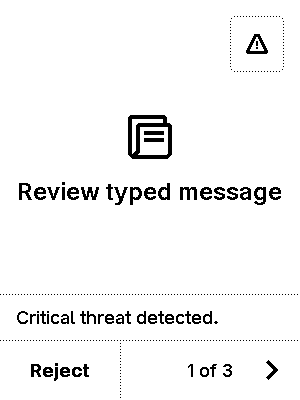 Review typed message
Critical threat detected.
Reject
1 of 3